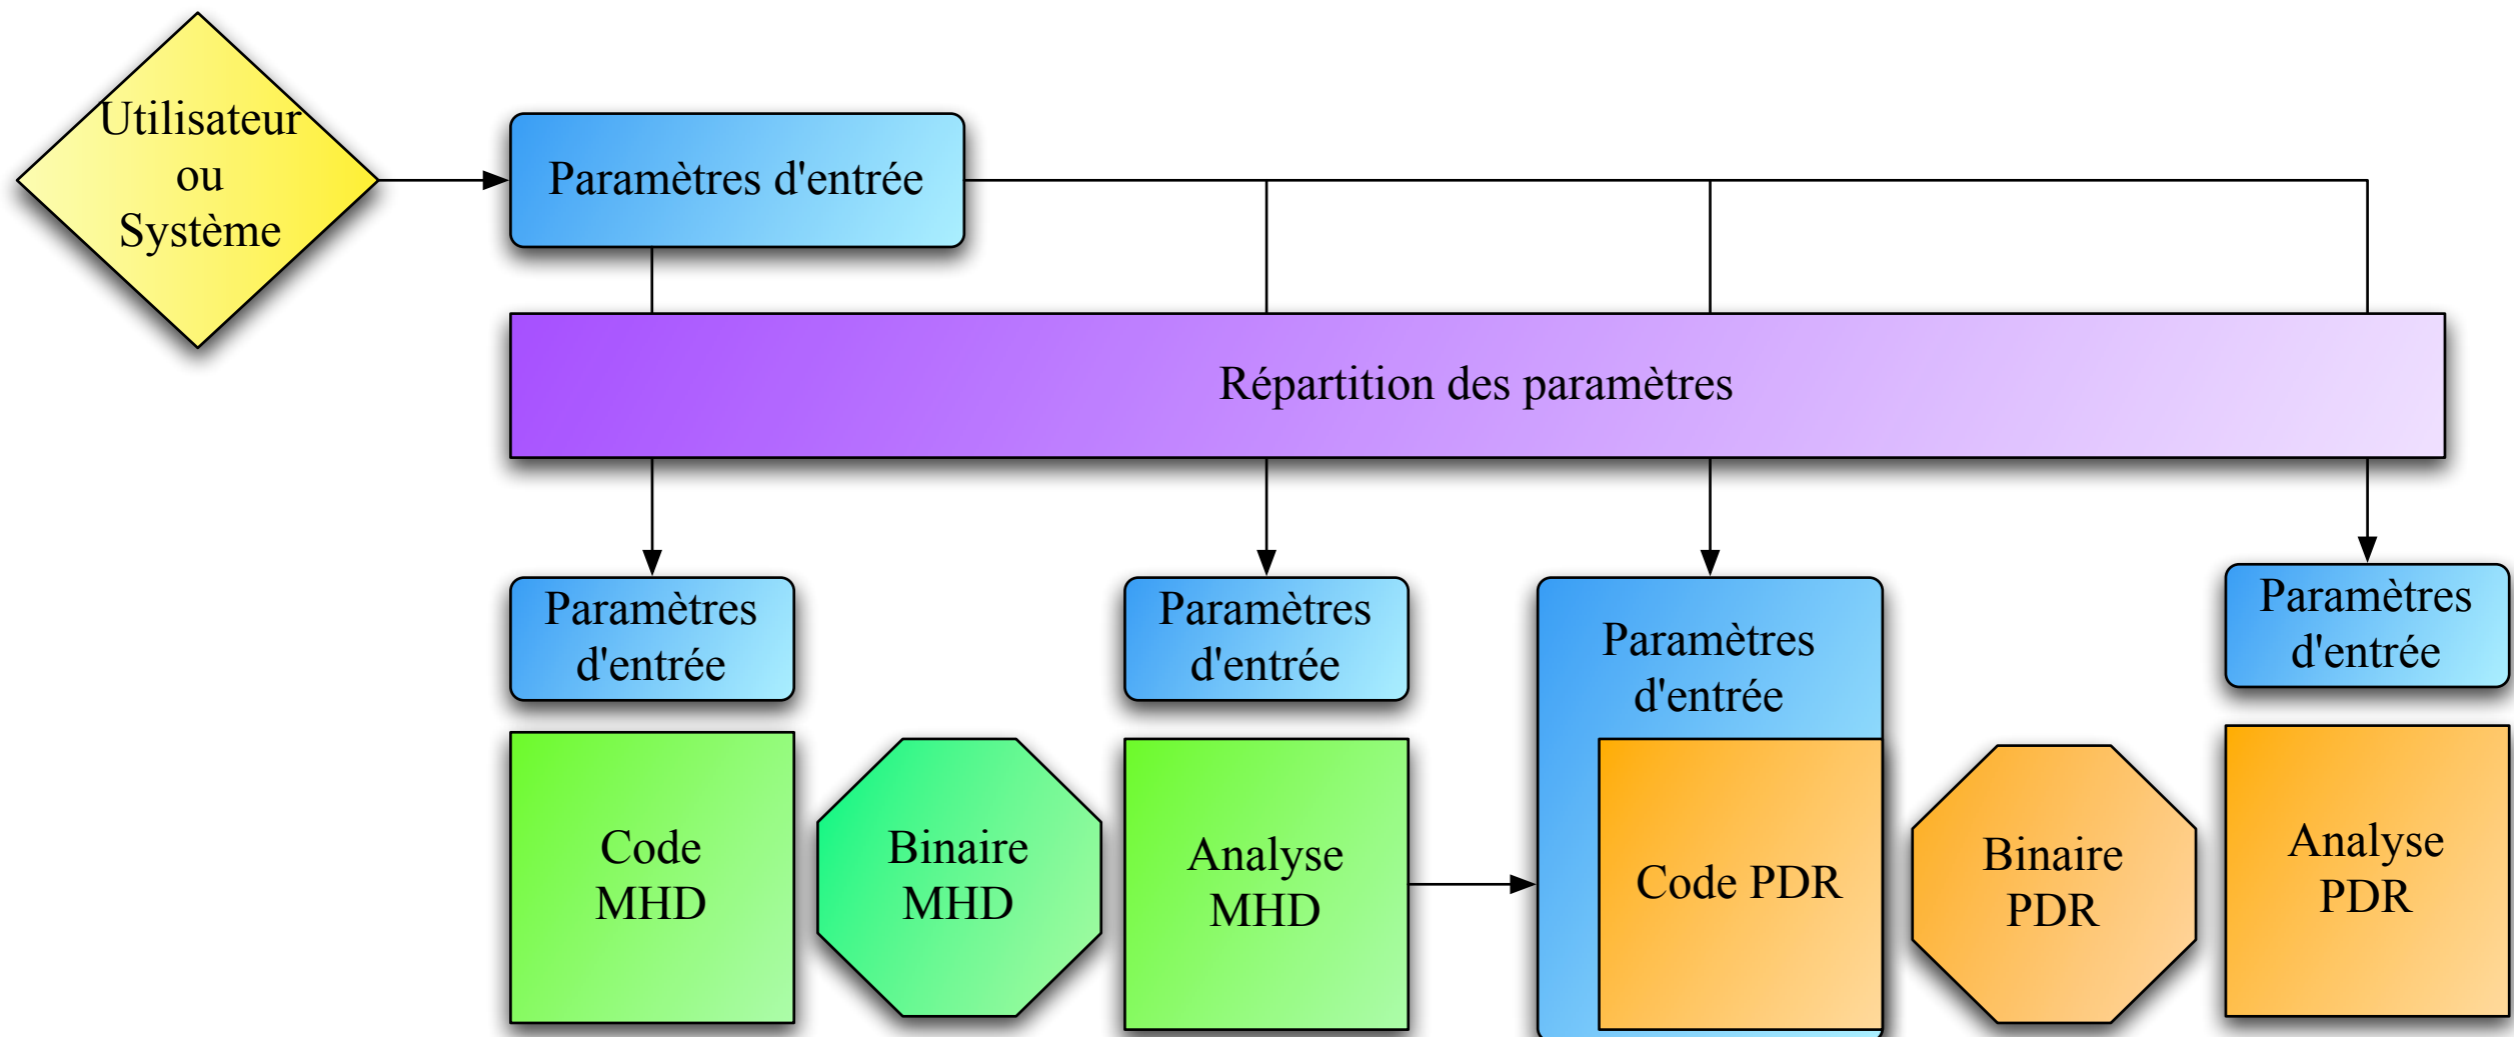 Utilisateur
ou
Système
Paramètres d'entrée
Répartition des paramètres
Paramètres
d'entrée
Paramètres
d'entrée
Paramètres
d'entrée
Paramètres
d'entrée
Code
MHD
Binaire
MHD
Analyse
MHD
Code PDR
Binaire
PDR
Analyse
PDR